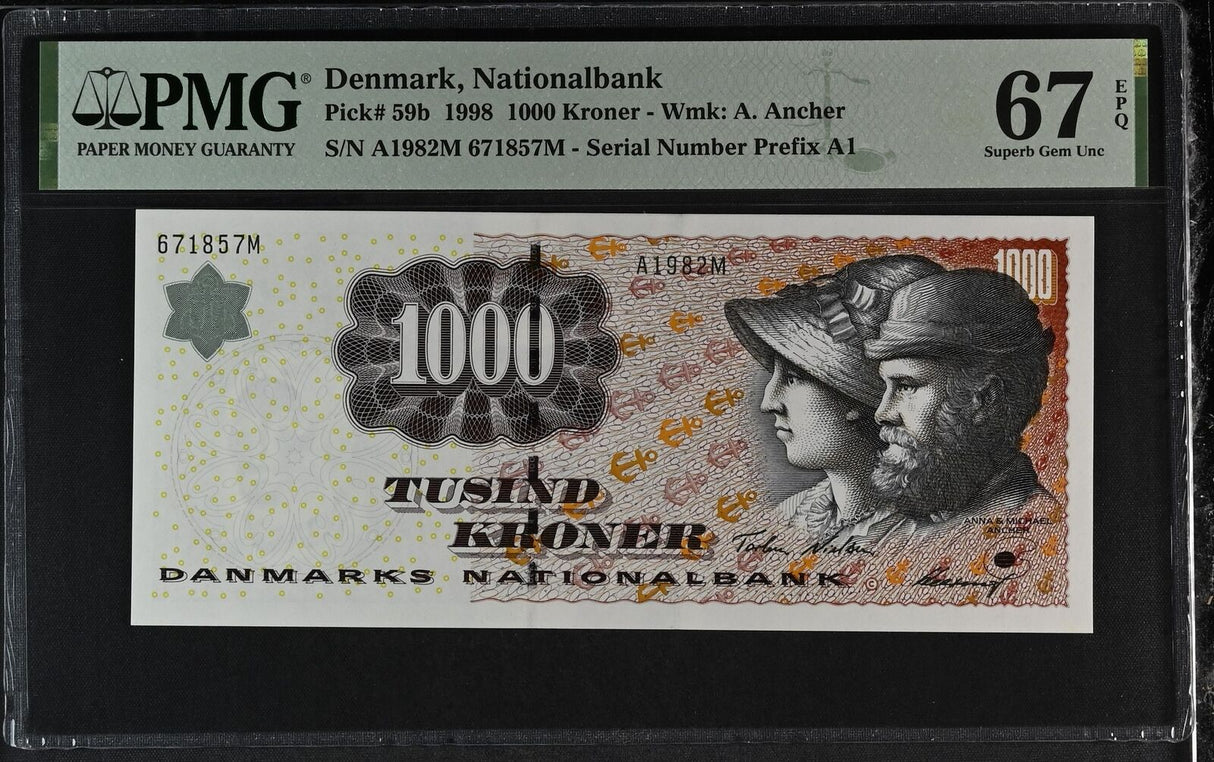 PMG®
PAPER MONEY GUARANTY
Denmark, Nationalbank
Pick# 59b 1998 1000 Kroner - Wmk: A. Ancher
S/N A1982M 671857M - Serial Number Prefix A1
67
EPQ
Superb Gem Unc
671857M
A1982M
1000
1000
TUSIND
KRONER
ANNA & MICHAEL
ANCHER
DANMARKS NATIONALBANK
©